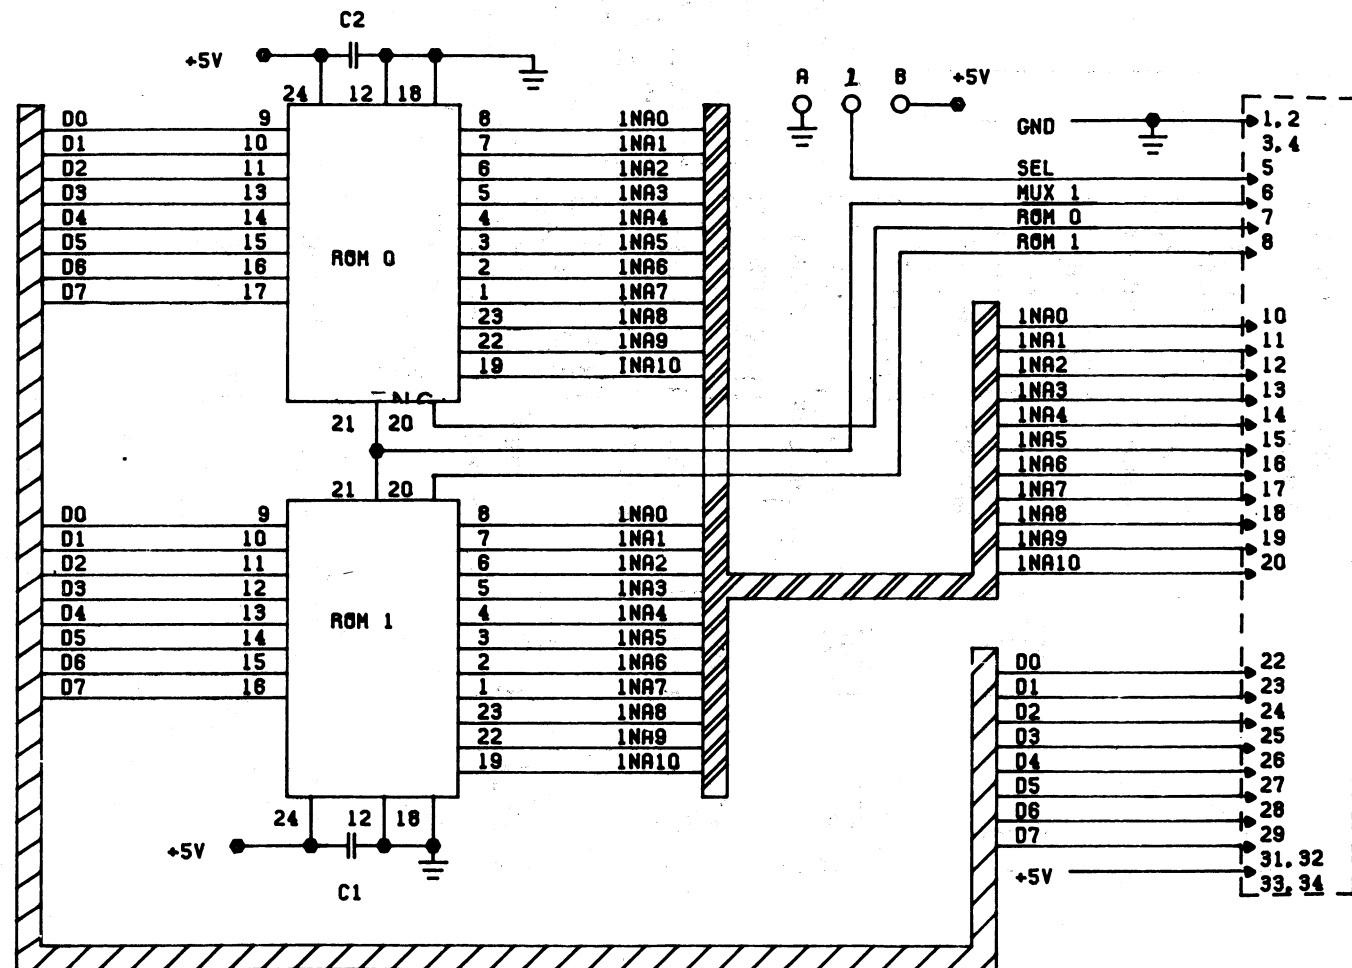 C2
+5V
24 12 18
D0 9
D1 10
D2 11
D3 13
D4 14
D5 15
D6 16
D7 17
ROM 0
8 1NA0
7 1NA1
6 1NA2
5 1NA3
4 1NA4
3 1NA5
2 1NA6
1 1NA7
23 1NA8
22 1NA9
19 INA10
21 20
21 20
D0 9
D1 10
D2 11
D3 12
D4 13
D5 14
D6 15
D7 16
ROM 1
8 1NA0
7 1NA1
6 1NA2
5 1NA3
4 1NA4
3 1NA5
2 1NA6
1 1NA7
23 1NA8
22 1NA9
19 1NA10
24 12 18
+5V
C1
A 1 B +5V
GND 1,2
3,4
SEL 5
MUX 1 6
ROM 0 7
ROM 1 8
1NA0 10
1NA1 11
1NA2 12
1NA3 13
1NA4 14
1NA5 15
1NA6 16
1NA7 17
1NA8 18
1NA9 19
1NA10 20
D0 22
D1 23
D2 24
D3 25
D4 26
D5 27
D6 28
D7 29
+5V 31,32
33,34